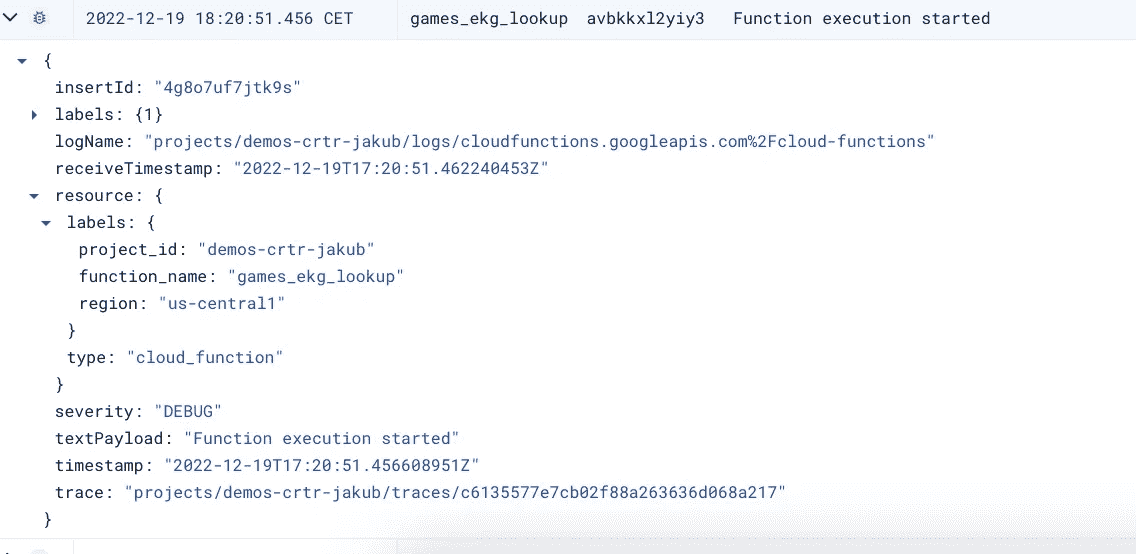 2022-12-19 18:20:51.456 CET games_ekg_lookup avbkkxl2yiy3 Function execution started
{
insertId: "4g8o7uf7jtk9s"
labels: {1}
logName: "projects/demos-crtr-jakub/logs/cloudfunctions.googleapis.com%2Fcloud-functions"
receiveTimestamp: "2022-12-19T17:20:51.462240453Z"
resource: {
labels: {
project_id: "demos-crtr-jakub"
function_name: "games_ekg_lookup"
region: "us-central1"
}
type: "cloud_function"
}
severity: "DEBUG"
textPayload: "Function execution started"
timestamp: "2022-12-19T17:20:51.456608951Z"
trace: "projects/demos-crtr-jakub/traces/c6135577e7cb02f88a263636d068a217"
}